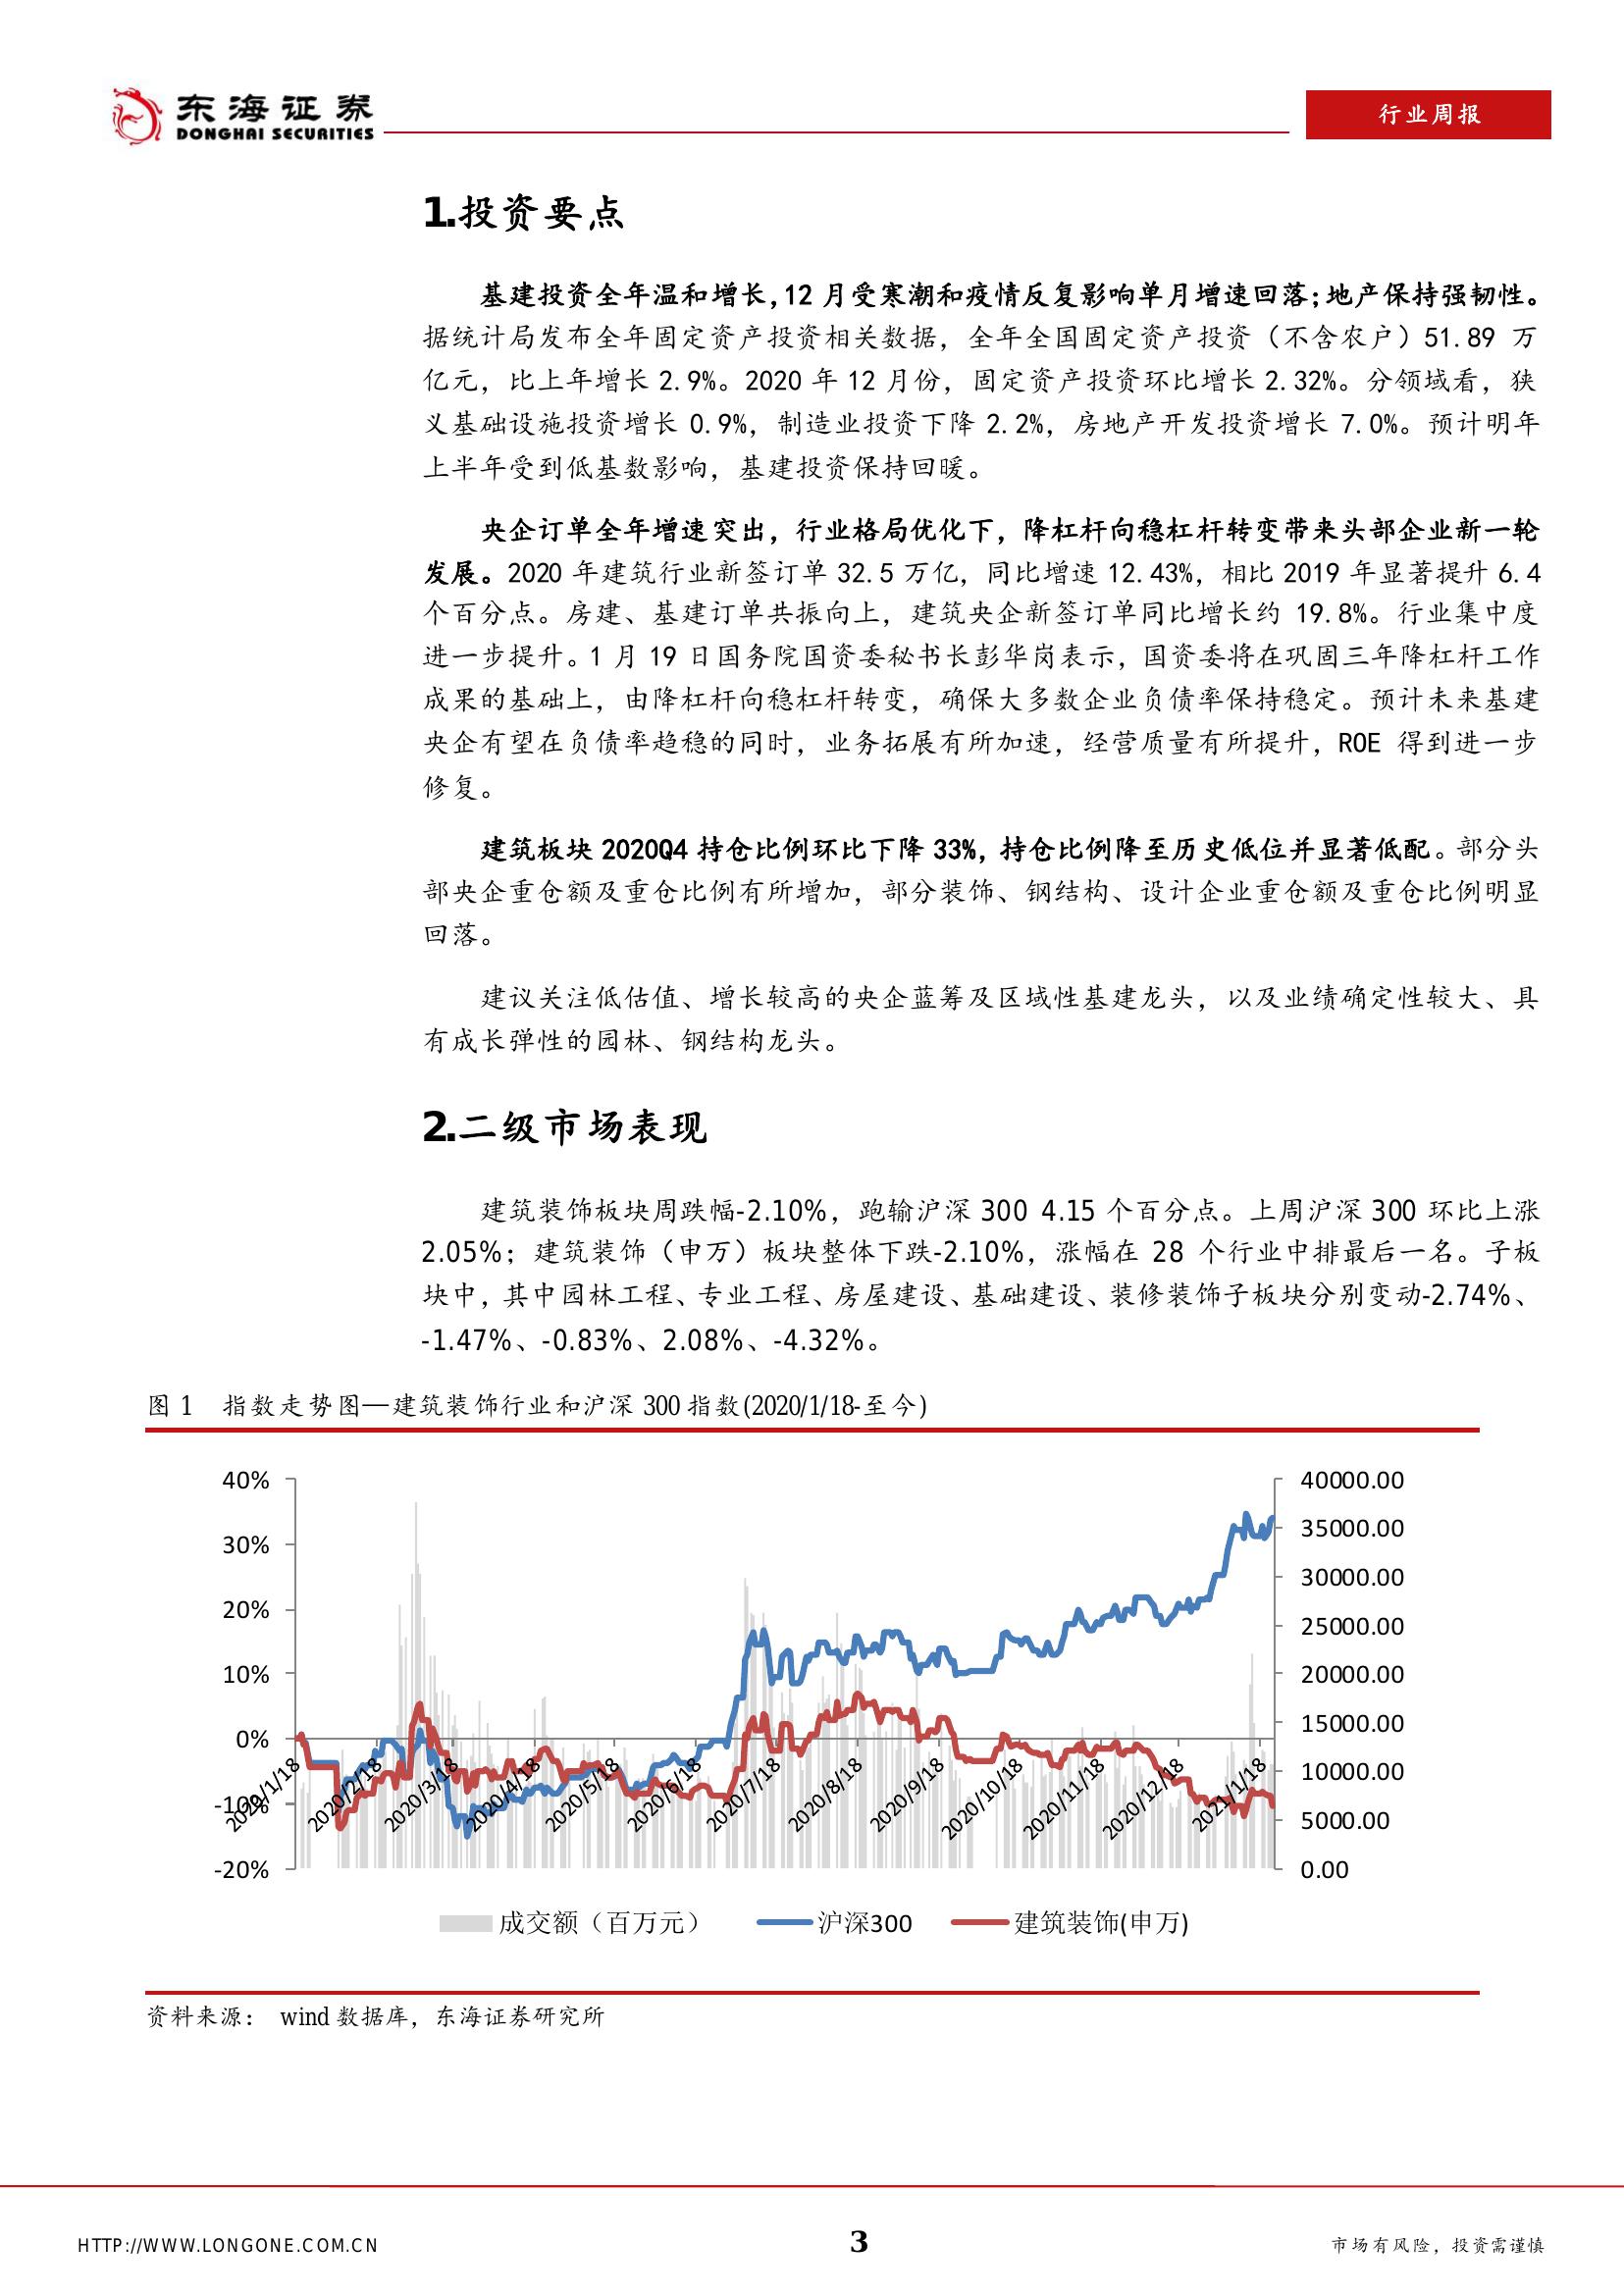 东海证券
DONGHAI SECURITIES
行业周报
1.投资要点
基建投资全年温和增长,12 月受寒潮和疫情反复影响单月增速回落;地产保持强韧性。
据统计局发布全年固定资产投资相关数据，全年全国固定资产投资（不含农户）51.89 万
亿元，比上年增长 2.9%。2020 年 12 月份，固定资产投资环比增长 2.32%。分领域看，狭
义基础设施投资增长 0.9%，制造业投资下降 2.2%，房地产开发投资增长 7.0%。预计明年
上半年受到低基数影响，基建投资保持回暖。
央企订单全年增速突出，行业格局优化下，降杠杆向稳杠杆转变带来头部企业新一轮
发展。2020 年建筑行业新签订单 32.5 万亿，同比增速 12.43%，相比 2019 年显著提升 6.4
个百分点。房建、基建订单共振向上，建筑央企新签订单同比增长约 19.8%。行业集中度
进一步提升。1 月 19 日国务院国资委秘书长彭华岗表示，国资委将在巩固三年降杠杆工作
成果的基础上，由降杠杆向稳杠杆转变，确保大多数企业负债率保持稳定。预计未来基建
央企有望在负债率趋稳的同时，业务拓展有所加速，经营质量有所提升，ROE 得到进一步
修复。
建筑板块 2020Q4 持仓比例环比下降 33%，持仓比例降至历史低位并显著低配。部分头
部央企重仓额及重仓比例有所增加，部分装饰、钢结构、设计企业重仓额及重仓比例明显
回落。
建议关注低估值、增长较高的央企蓝筹及区域性基建龙头，以及业绩确定性较大、具
有成长弹性的园林、钢结构龙头。
2.二级市场表现
建筑装饰板块周跌幅-2.10%，跑输沪深 300 4.15 个百分点。上周沪深 300 环比上涨
2.05%；建筑装饰（申万）板块整体下跌-2.10%，涨幅在 28 个行业中排最后一名。子板
块中，其中园林工程、专业工程、房屋建设、基础建设、装修装饰子板块分别变动-2.74%、
-1.47%、-0.83%、2.08%、-4.32%。
图 1 指数走势图—建筑装饰行业和沪深 300 指数(2020/1/18-至今)
40%
30%
20%
10%
0%
-10%
-20%
40000.00
35000.00
30000.00
25000.00
20000.00
15000.00
10000.00
5000.00
0.00
2020/1/18
2020/2/18
2020/3/18
2020/4/18
2020/5/18
2020/6/18
2020/7/18
2020/8/18
2020/9/18
2020/10/18
2020/11/18
2020/12/18
2021/1/18
成交额（百万元） 沪深300 建筑装饰(申万)
资料来源： wind 数据库，东海证券研究所
HTTP://WWW.LONGONE.COM.CN
3
市场有风险，投资需谨慎